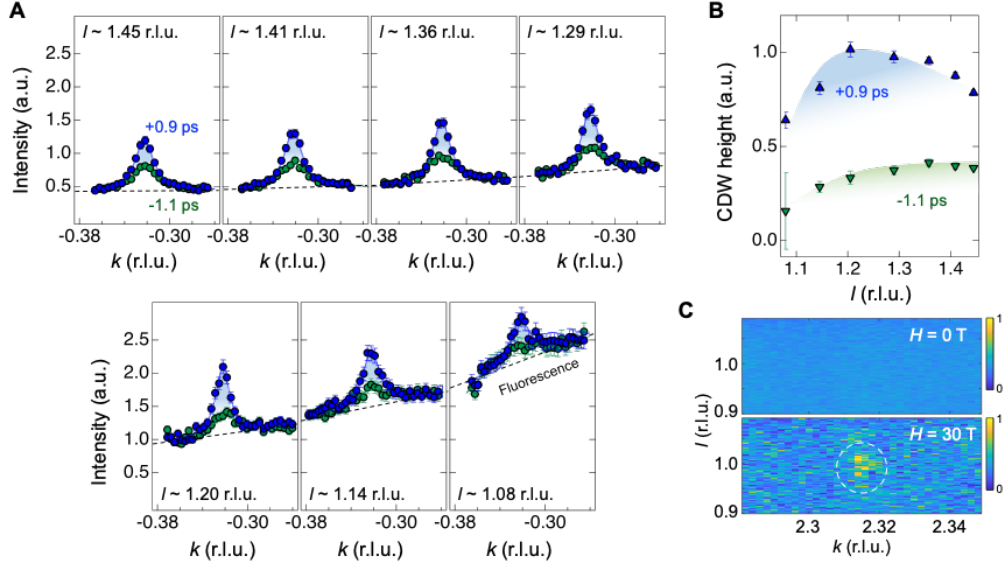 A
l ~ 1.45 r.l.u.
l ~ 1.41 r.l.u.
l ~ 1.36 r.l.u.
l ~ 1.29 r.l.u.
Intensity (a.u.)
2.5
2.0
1.5
1.0
0.5
+0.9 ps
-1.1 ps
-0.38
-0.30
-0.38
-0.30
-0.38
-0.30
-0.38
-0.30
k (r.l.u.)
k (r.l.u.)
k (r.l.u.)
k (r.l.u.)
Intensity (a.u.)
2.5
2.0
1.5
1.0
0.5
Fluorescence
l ~ 1.20 r.l.u.
l ~ 1.14 r.l.u.
l ~ 1.08 r.l.u.
-0.38
-0.30
-0.38
-0.30
-0.38
-0.30
k (r.l.u.)
k (r.l.u.)
k (r.l.u.)
B
CDW height (a.u.)
1.0
0.5
0.0
+0.9 ps
-1.1 ps
1.1
1.2
1.3
1.4
l (r.l.u.)
C
H = 0 T
1
0
1.0
0.9
l (r.l.u.)
H = 30 T
1
0
1.0
0.9
2.3
2.32
2.34
k (r.l.u.)